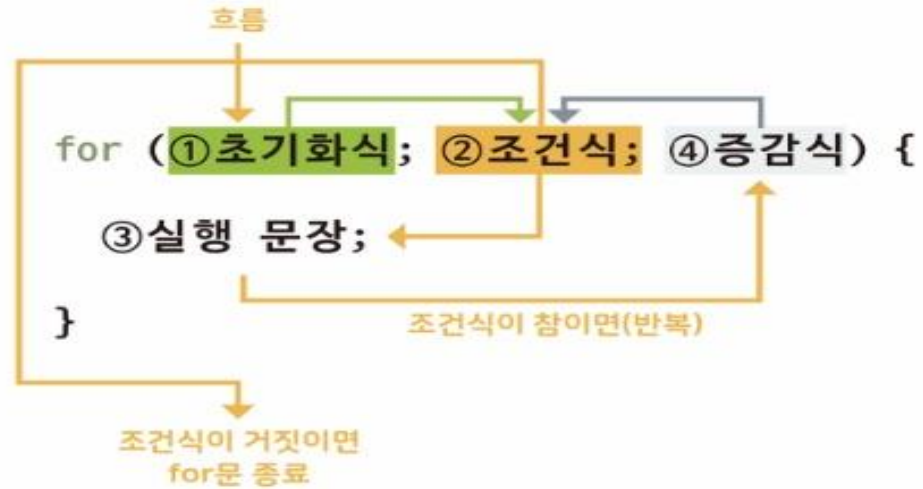 흐름
for (①초기화식; ②조건식; ④증감식) {
③실행 문장;
}
조건식이 참이면(반복)
조건식이 거짓이면
for문 종료